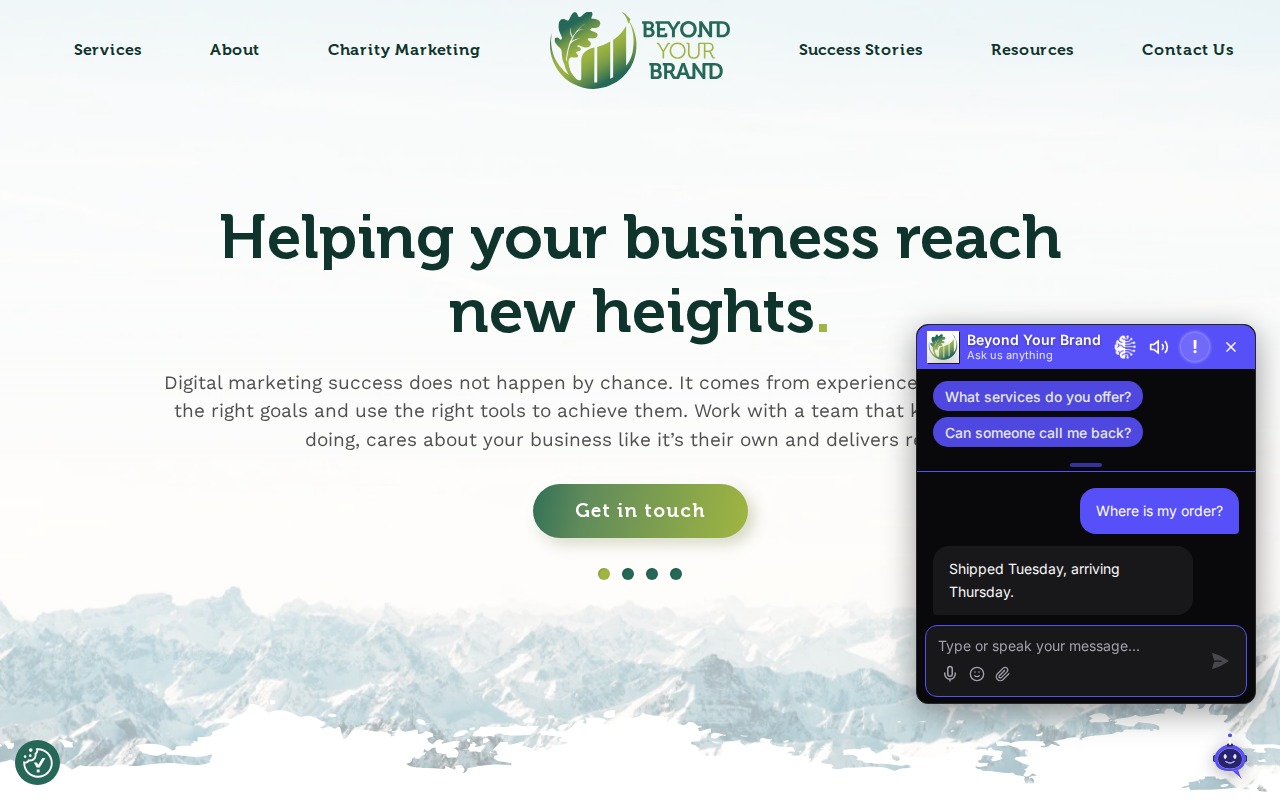 Services
About
Charity Marketing
BEYOND
YOUR
BRAND
Success Stories
Resources
Contact Us
Helping your business reach
new heights.
Digital marketing success does not happen by chance. It comes from experience
the right goals and use the right tools to achieve them. Work with a team that
doing, cares about your business like it's their own and delivers
Get in touch
Beyond Your Brand
Ask us anything
!
What services do you offer?
Can someone call me back?
Where is my order?
Shipped Tuesday, arriving
Thursday.
Type or speak your message...